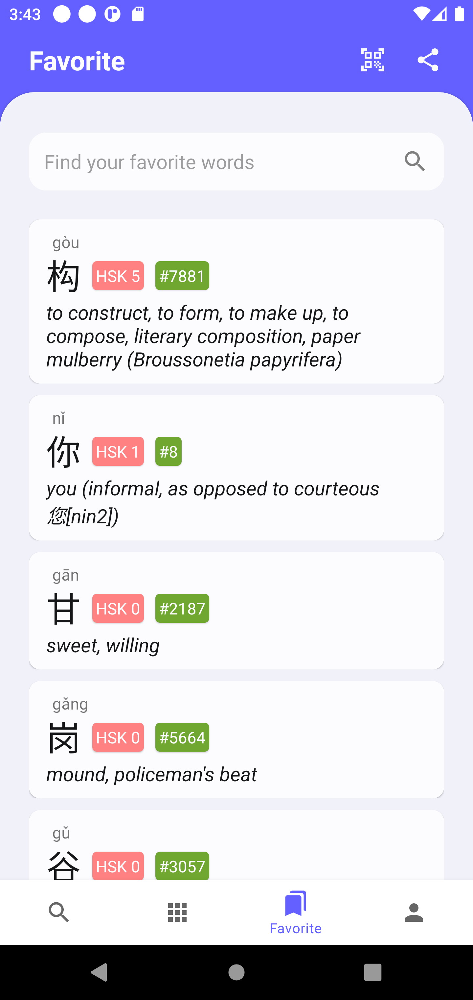 3:43
Favorite
Find your favorite words
gòu
构 HSK 5 #7881
to construct, to form, to make up, to
compose, literary composition, paper
mulberry (Broussonetia papyrifera)
nǐ
你 HSK 1 #8
you (informal, as opposed to courteous
您[nin2])
gān
甘 HSK 0 #2187
sweet, willing
gǎng
岗 HSK 0 #5664
mound, policeman's beat
gǔ
谷 HSK 0 #3057
Favorite